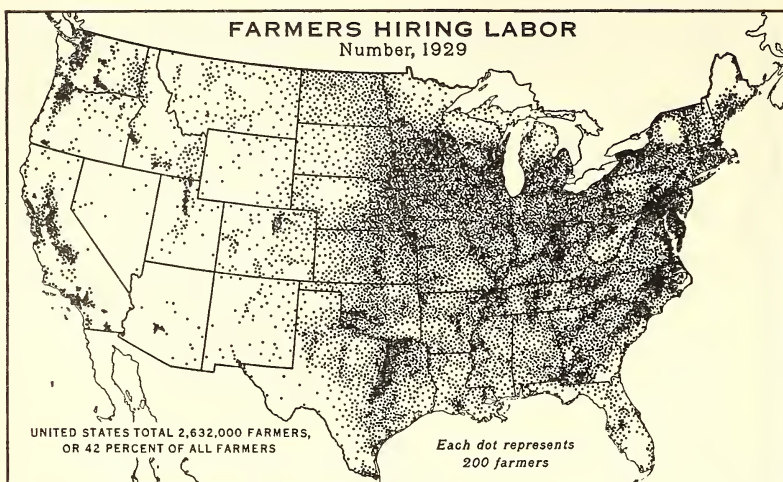 FARMERS HIRING LABOR
Number, 1929
UNITED STATES TOTAL 2,632,000 FARMERS,
OR 42 PERCENT OF ALL FARMERS
Each dot represents
200 farmers